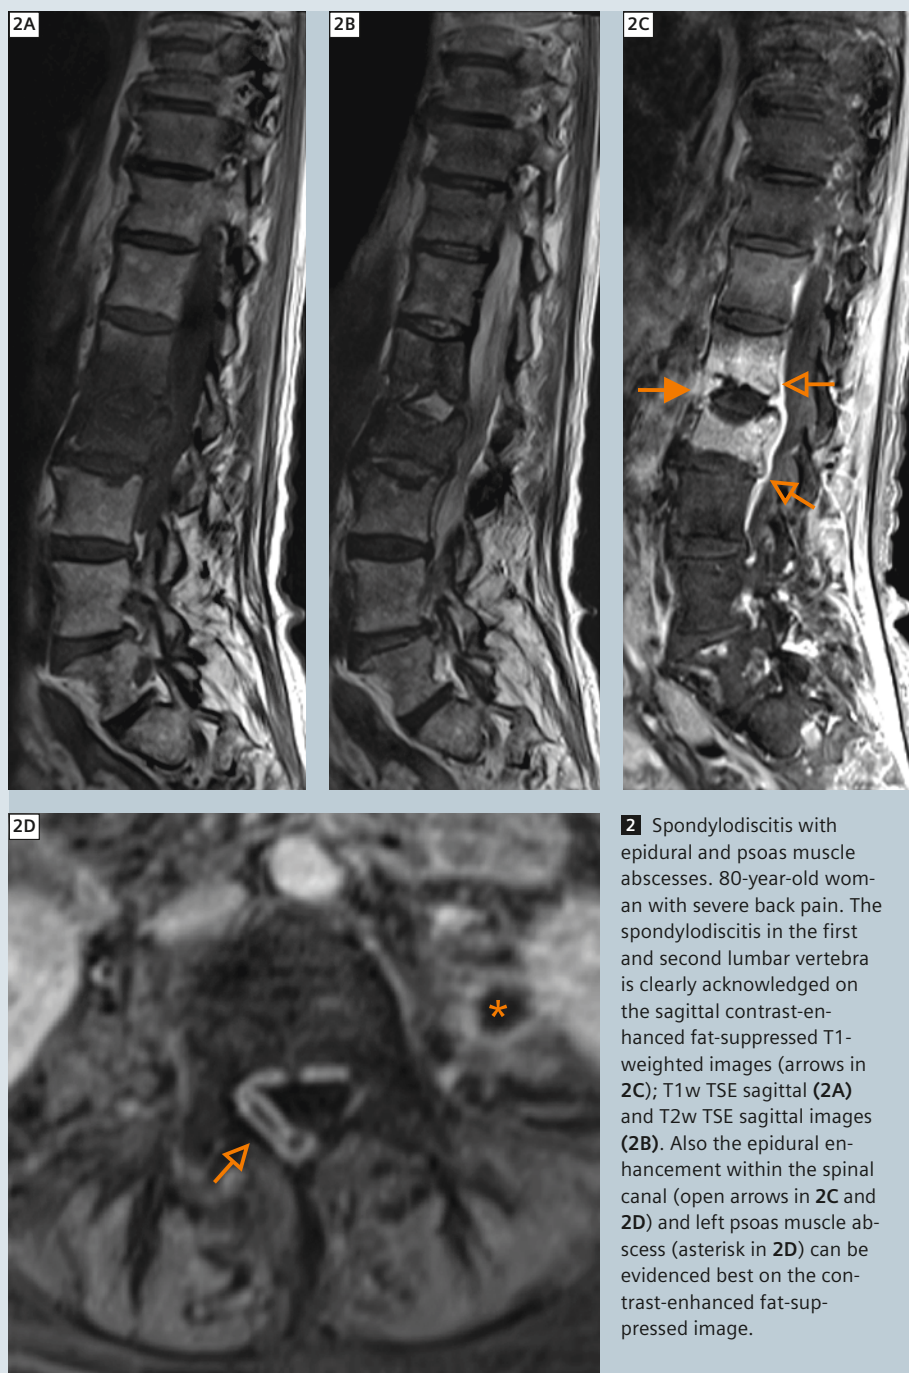 2A
2B
2C
2D
*
2 Spondylodiscitis with
epidural and psoas muscle
abscesses. 80-year-old wom-
an with severe back pain. The
spondylodiscitis in the first
and second lumbar vertebra
is clearly acknowledged on
the sagittal contrast-en-
hanced fat-suppressed T1-
weighted images (arrows in
2C); T1w TSE sagittal (2A)
and T2w TSE sagittal images
(2B). Also the epidural en-
hancement within the spinal
canal (open arrows in 2C and
2D) and left psoas muscle ab-
scess (asterisk in 2D) can be
evidenced best on the con-
trast-enhanced fat-sup-
pressed image.